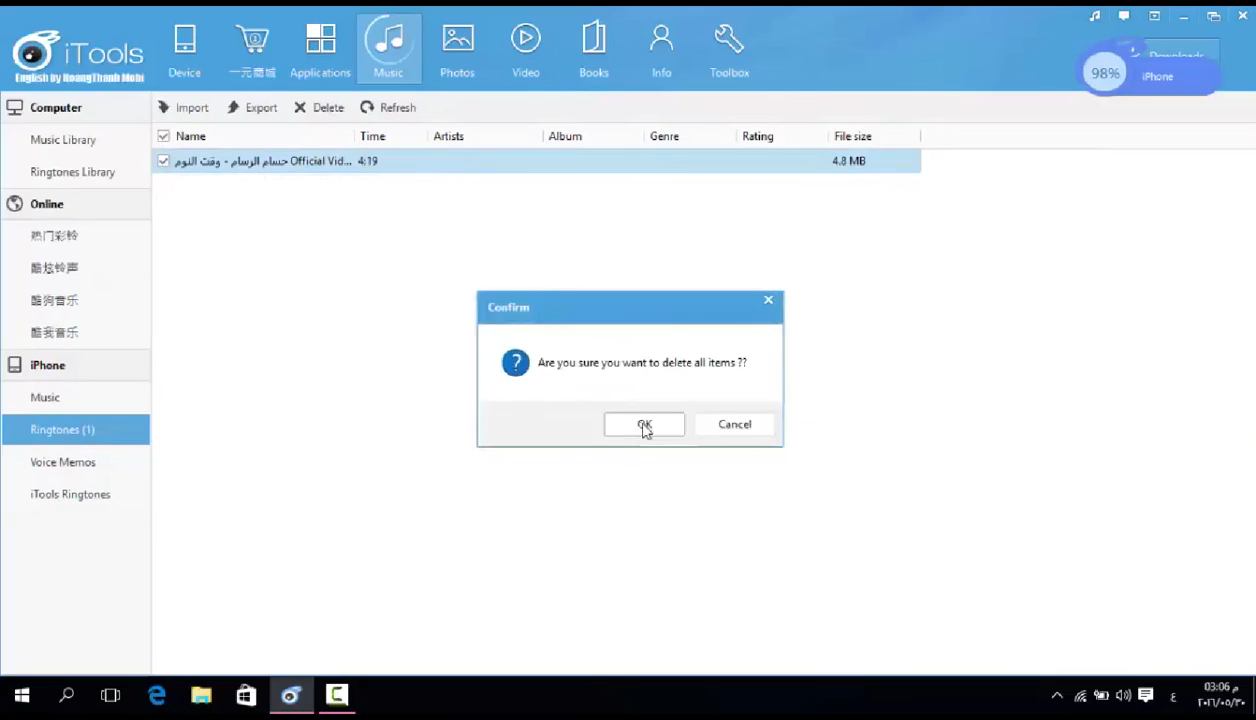 iTools
English by HoangThanh Mobi
Device
一元商城
Applications
Music
Photos
Video
Books
Info
Toolbox
Downloads
98%
iPhone
Computer
Music Library
Ringtones Library
Online
热门彩铃
酷炫铃声
酷狗音乐
酷我音乐
iPhone
Music
Ringtones (1)
Voice Memos
iTools Ringtones
Import
Export
Delete
Refresh
Name
Time
Artists
Album
Genre
Rating
File size
حسام الرسام - وقت النوم Official Vid...
4:19
4.8 MB
Confirm
Are you sure you want to delete all items ??
OK
Cancel
ع
03:06 م
٢٠١٦/٠٥/٣٠